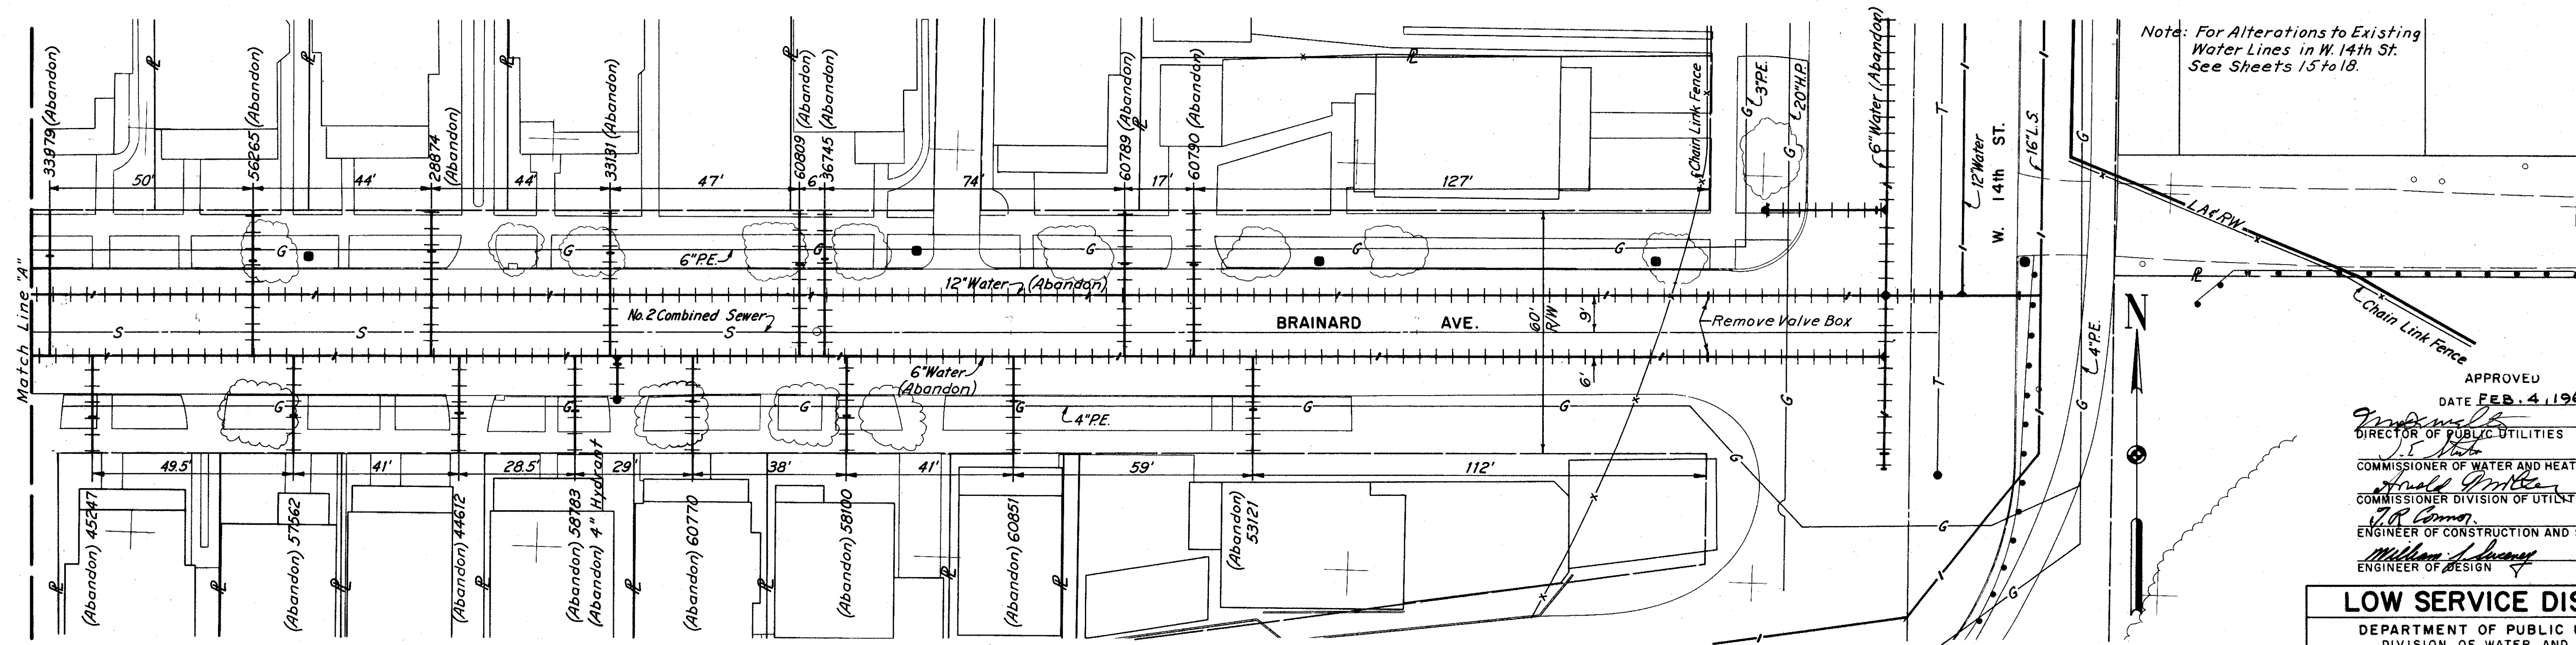 Note: For Alterations to Existing
Water Lines in W. 14th St.
See Sheets 15 to 18.
Match Line "A"
33979 (Abandon)
56265 (Abandon)
28874
(Abandon)
33131 (Abandon)
60809 (Abandon)
36745 (Abandon)
60789 (Abandon)
60790 (Abandon)
Chain Link Fence
3"P.E.
20"H.P.
6"Water (Abandon)
12"Water
W. 14th ST.
16"L.S.
50'
44'
44'
47'
6'
74'
17'
127'
LA & RW
6"P.E.
12"Water (Abandon)
No. 2 Combined Sewer
BRAINARD AVE.
60'
R/W
9'
Remove Valve Box
6"Water
(Abandon)
6'
4"P.E.
4"P.E.
Chain Link Fence
N
49.5'
41'
28.5'
29'
38'
41'
59'
112'
(Abandon) 45247
(Abandon) 57562
(Abandon) 44612
(Abandon) 58783
(Abandon) 4" Hydrant
(Abandon) 60770
(Abandon) 58100
(Abandon) 60851
(Abandon)
53121
APPROVED
DATE FEB. 4, 196
DIRECTOR OF PUBLIC UTILITIES
COMMISSIONER OF WATER AND HEAT
COMMISSIONER DIVISION OF UTILIT
J.R. Connor
ENGINEER OF CONSTRUCTION AND
William J. Sweeney
ENGINEER OF DESIGN
LOW SERVICE DIS
DEPARTMENT OF PUBLIC U
DIVISION OF WATER AND